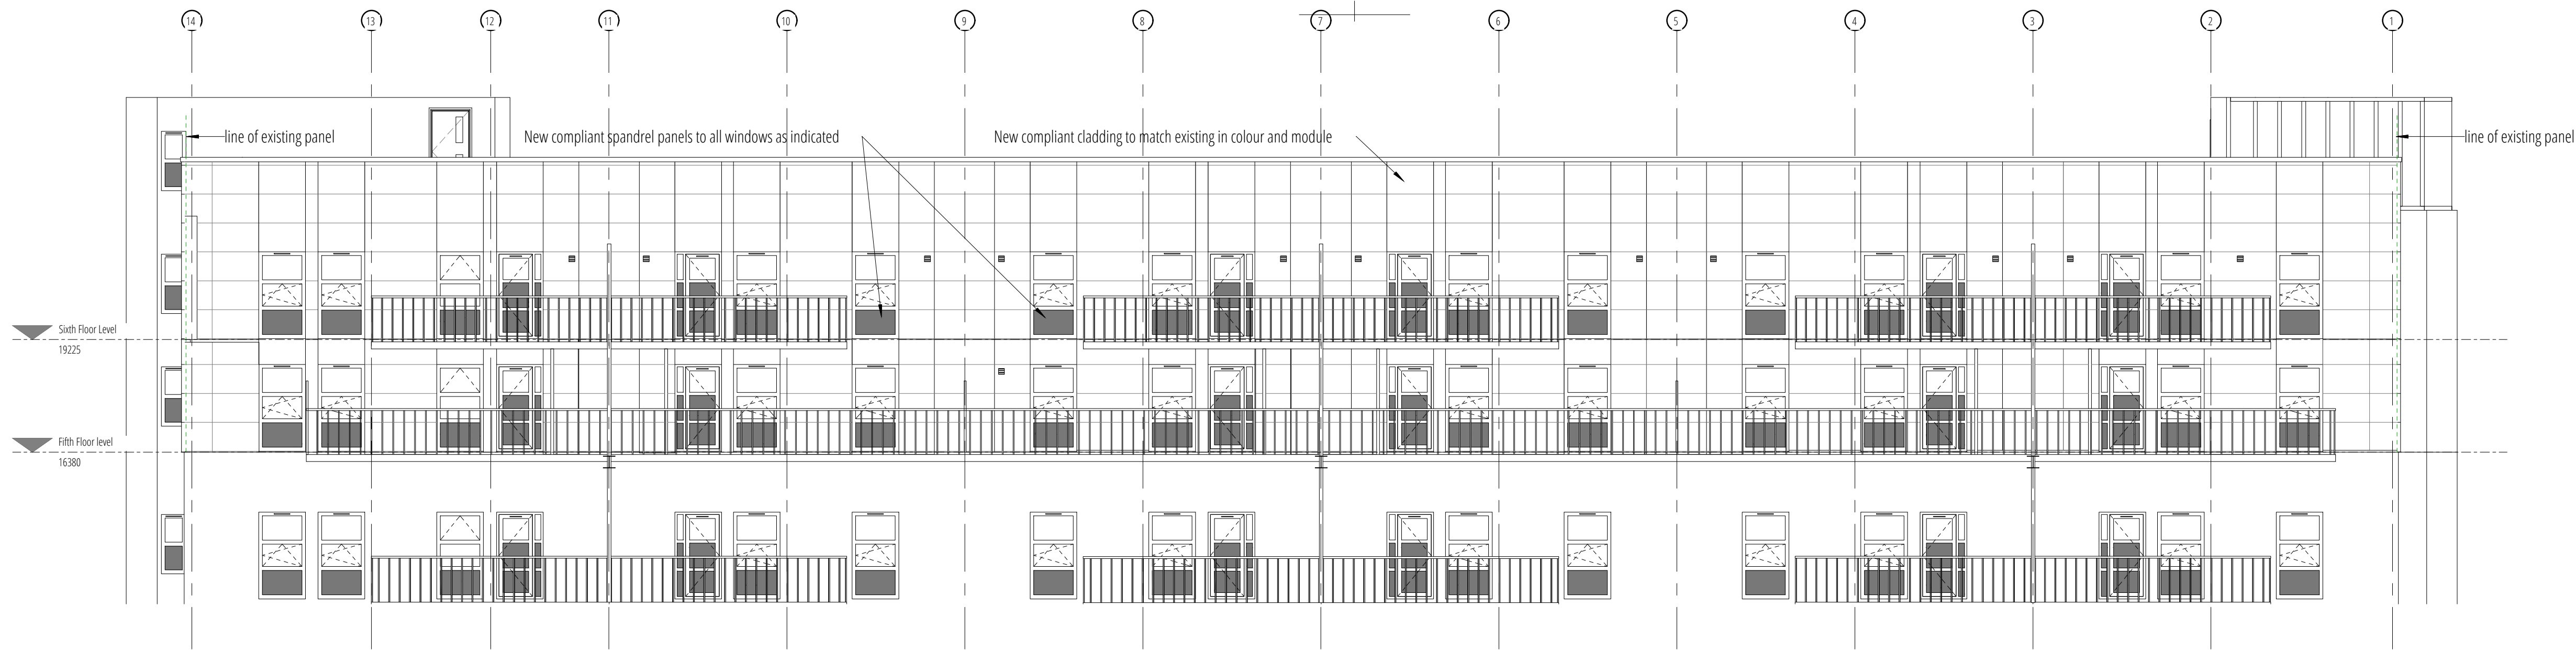 14 13 12 11 10 9 8 7 6 5 4 3 2 1
line of existing panel
New compliant spandrel panels to all windows as indicated
New compliant cladding to match existing in colour and module
line of existing panel
Sixth Floor Level
19225
Fifth Floor level
16380